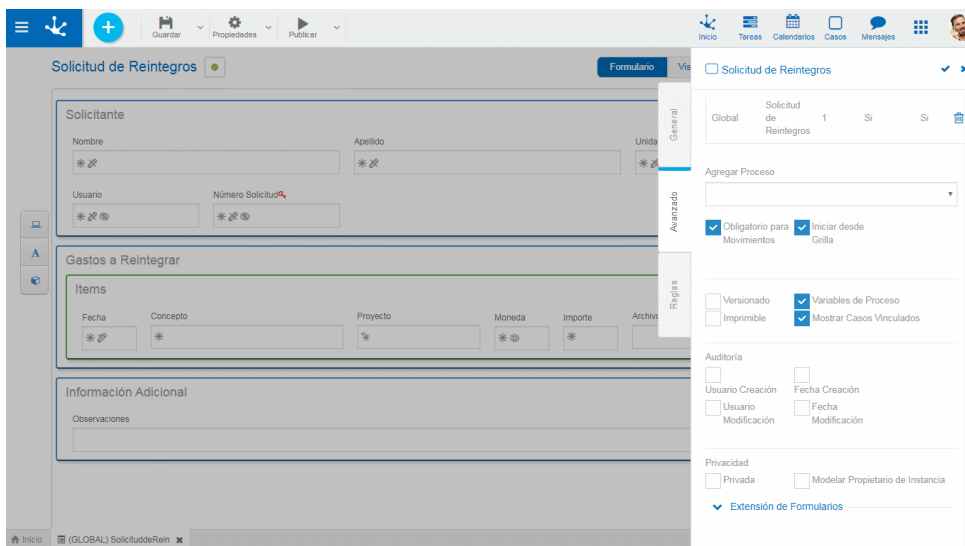 Guardar
Propiedades
Publicar
Inicio
Tareas
Calendarios
Casos
Mensajes
Solicitud de Reintegros
Formulario
Vis
Solicitante
Nombre
Apellido
Unida
Usuario
Número Solicitud
A
Gastos a Reintegrar
Items
Fecha
Concepto
Proyecto
Moneda
Importe
Archivo
Información Adicional
Observaciones
General
Avanzado
Reglas
Solicitud de Reintegros
Global
Solicitud
de
Reintegros
1
Si
Si
Agregar Proceso
Obligatorio para
Movimientos
Iniciar desde
Grilla
Versionado
Variables de Proceso
Imprimible
Mostrar Casos Vinculados
Auditoría
Usuario Creación
Fecha Creación
Usuario
Modificación
Fecha
Modificación
Privacidad
Privada
Modelar Propietario de Instancia
Extensión de Formularios
Inicio
(GLOBAL) SolicituddeRein